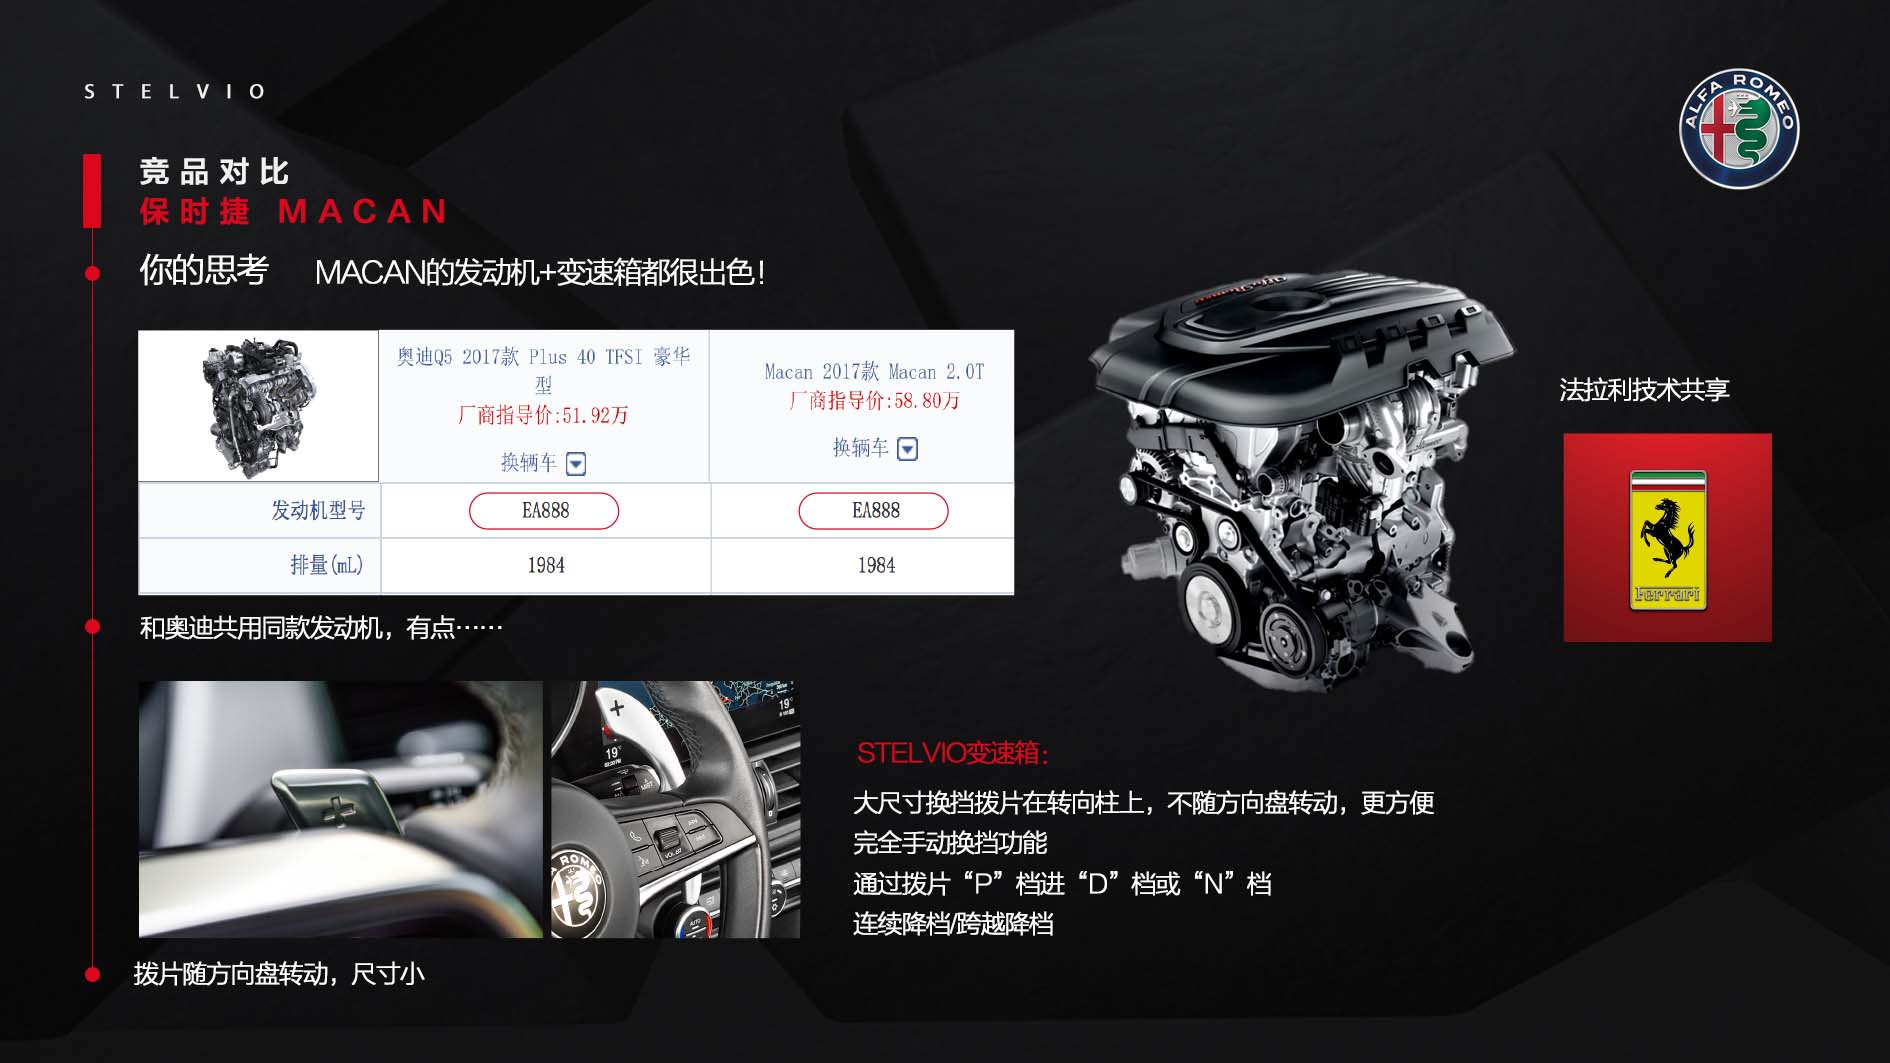 STELVIO
ALFA ROMEO
竞品对比
保时捷 MACAN
你的思考 MACAN的发动机+变速箱都很出色！
奥迪Q5 2017款 Plus 40 TFSI 豪华
型
厂商指导价:51.92万
换辆车
Macan 2017款 Macan 2.0T
厂商指导价:58.80万
换辆车
发动机型号 EA888 EA888
排量(mL) 1984 1984
和奥迪共用同款发动机，有点……
Alfa Romeo
法拉利技术共享
Ferrari
+
+
19°
19°
VOL
AUTO
ROMEO
拨片随方向盘转动，尺寸小
STELVIO变速箱：
大尺寸换挡拨片在转向柱上，不随方向盘转动，更方便
完全手动换挡功能
通过拨片“P”档进“D”档或“N”档
连续降档/跨越降档